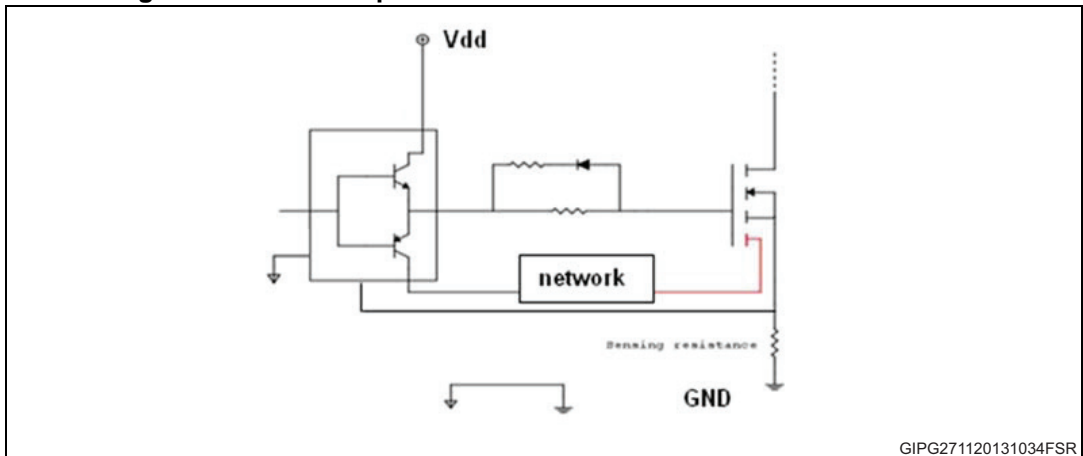 Vdd
network
Sensing resistance
GND
GIPG271120131034FSR